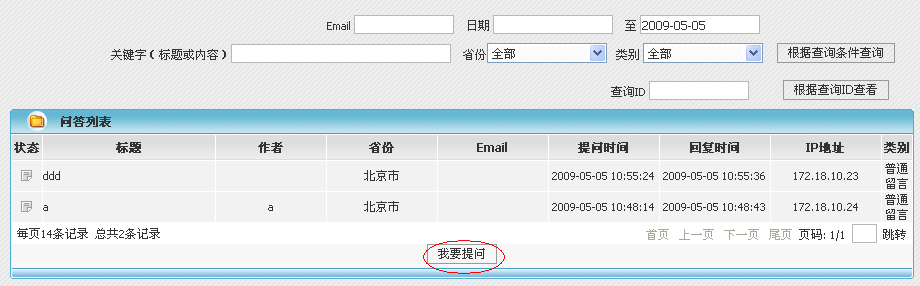 Email 日期 至 2009-05-05
关键字(标题或内容) 省份 全部 类别 全部 根据查询条件查询
查询ID 根据查询ID查看
问答列表
状态 标题 作者 省份 Email 提问时间 回复时间 IP地址 类别
ddd 北京市 2009-05-05 10:55:24 2009-05-05 10:55:36 172.18.10.23 普通留言
a a 北京市 2009-05-05 10:48:14 2009-05-05 10:48:43 172.18.10.24 普通留言
每页14条记录 总共2条记录 首页 上一页 下一页 尾页 页码: 1/1 跳转
我要提问